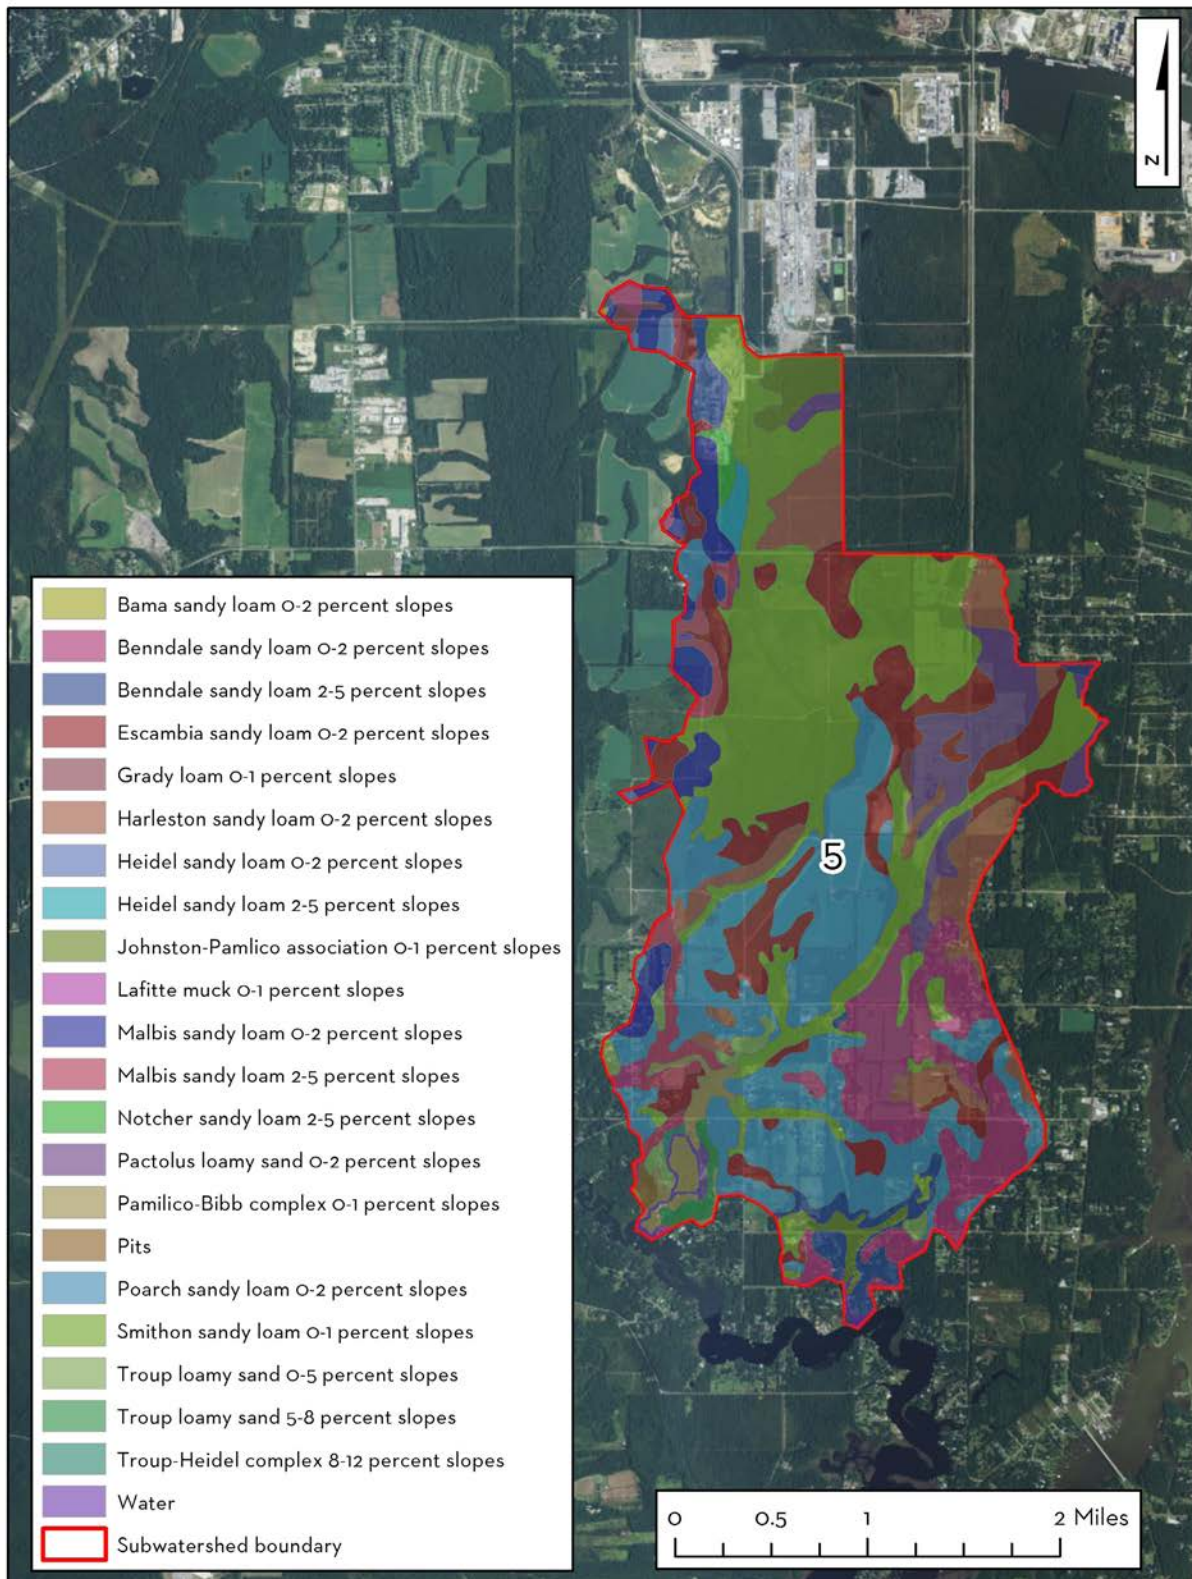 N
5
Bama sandy loam 0-2 percent slopes
Benndale sandy loam 0-2 percent slopes
Benndale sandy loam 2-5 percent slopes
Escambia sandy loam 0-2 percent slopes
Grady loam 0-1 percent slopes
Harleston sandy loam 0-2 percent slopes
Heidel sandy loam 0-2 percent slopes
Heidel sandy loam 2-5 percent slopes
Johnston-Pamlico association 0-1 percent slopes
Lafitte muck 0-1 percent slopes
Malbis sandy loam 0-2 percent slopes
Malbis sandy loam 2-5 percent slopes
Notcher sandy loam 2-5 percent slopes
Pactolus loamy sand 0-2 percent slopes
Pamilico-Bibb complex 0-1 percent slopes
Pits
Poarch sandy loam 0-2 percent slopes
Smithon sandy loam 0-1 percent slopes
Troup loamy sand 0-5 percent slopes
Troup loamy sand 5-8 percent slopes
Troup-Heidel complex 8-12 percent slopes
Water
Subwatershed boundary
0 0.5 1 2 Miles